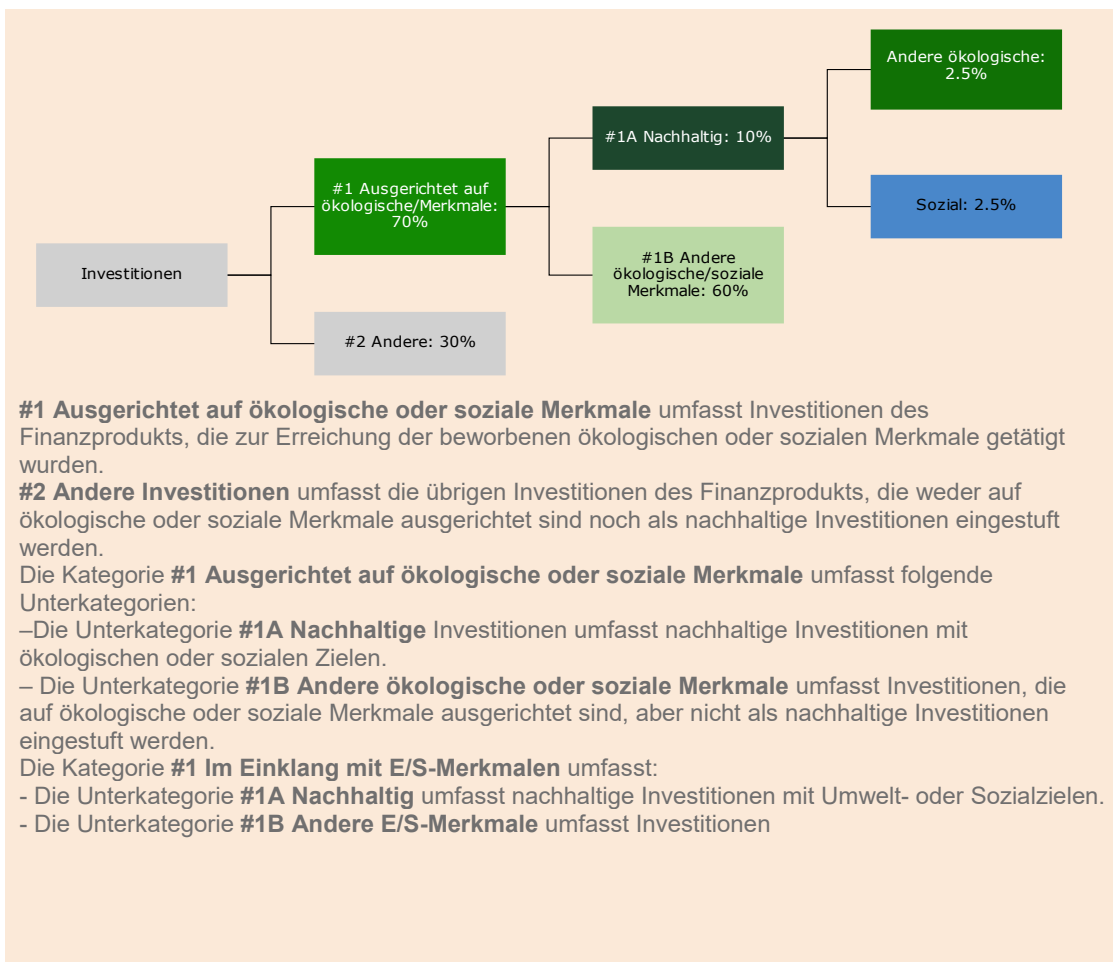 Andere ökologische:
2.5%
#1A Nachhaltig: 10%
#1 Ausgerichtet auf
ökologische/Merkmale:
70%
Sozial: 2.5%
Investitionen
#1B Andere
ökologische/soziale
Merkmale: 60%
#2 Andere: 30%
#1 Ausgerichtet auf ökologische oder soziale Merkmale umfasst Investitionen des
Finanzprodukts, die zur Erreichung der beworbenen ökologischen oder sozialen Merkmale getätigt
wurden.
#2 Andere Investitionen umfasst die übrigen Investitionen des Finanzprodukts, die weder auf
ökologische oder soziale Merkmale ausgerichtet sind noch als nachhaltige Investitionen eingestuft
werden.
Die Kategorie #1 Ausgerichtet auf ökologische oder soziale Merkmale umfasst folgende
Unterkategorien:
–Die Unterkategorie #1A Nachhaltige Investitionen umfasst nachhaltige Investitionen mit
ökologischen oder sozialen Zielen.
– Die Unterkategorie #1B Andere ökologische oder soziale Merkmale umfasst Investitionen, die
auf ökologische oder soziale Merkmale ausgerichtet sind, aber nicht als nachhaltige Investitionen
eingestuft werden.
Die Kategorie #1 Im Einklang mit E/S-Merkmalen umfasst:
- Die Unterkategorie #1A Nachhaltig umfasst nachhaltige Investitionen mit Umwelt- oder Sozialzielen.
- Die Unterkategorie #1B Andere E/S-Merkmale umfasst Investitionen